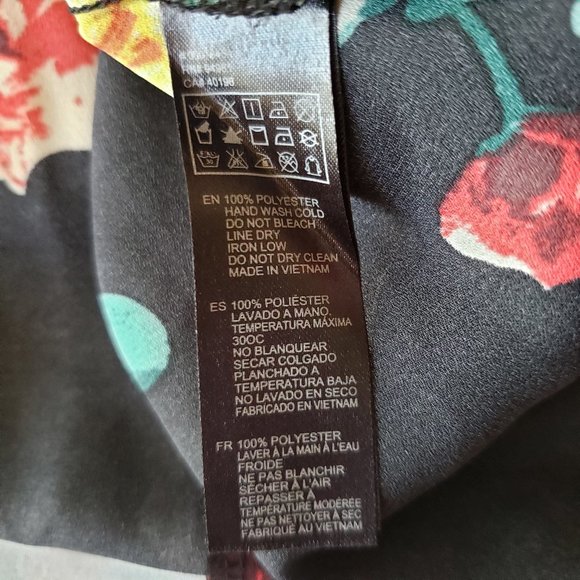 CA# 40198
EN 100% POLYESTER
HAND WASH COLD
DO NOT BLEACH
LINE DRY
IRON LOW
DO NOT DRY CLEAN
MADE IN VIETNAM
ES 100% POLIÉSTER
LAVADO A MANO.
TEMPERATURA MÁXIMA
30OC
NO BLANQUEAR
SECAR COLGADO
PLANCHADO A
TEMPERATURA BAJA
NO LAVADO EN SECO
FABRICADO EN VIETNAM
FR 100% POLYESTER
LAVER À LA MAIN À L'EAU
FROIDE
NE PAS BLANCHIR
SÉCHER À L'AIR
REPASSER À
TEMPÉRATURE MODÉRÉE
NE PAS NETTOYER À SEC
FABRIQUÉ AU VIETNAM